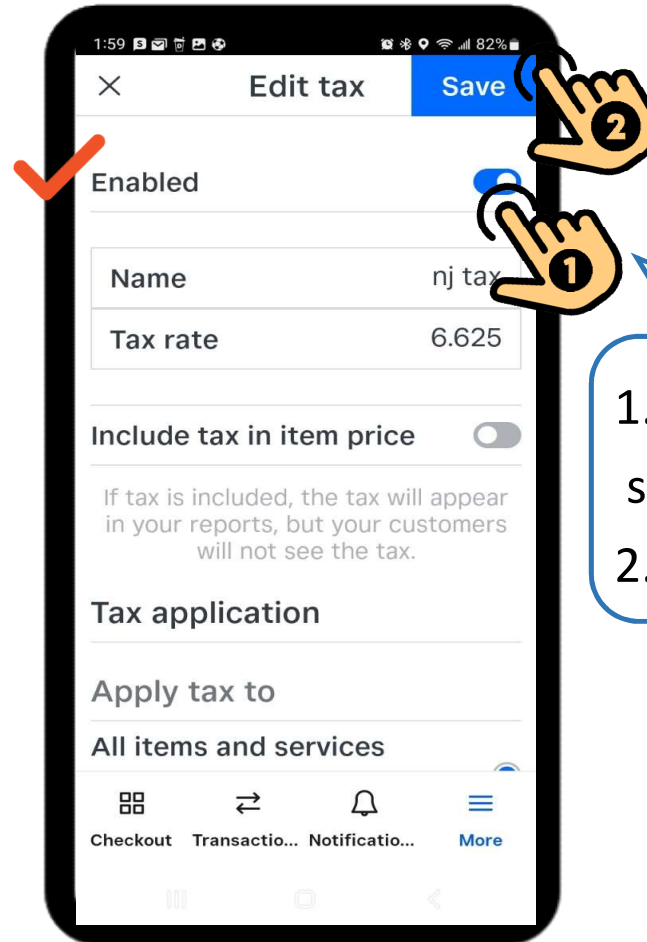 1:59 82%
Edit tax Save
2
Enabled
1
Name nj tax
Tax rate 6.625
Include tax in item price
If tax is included, the tax will appear
in your reports, but your customers
will not see the tax.
Tax application
Apply tax to
All items and services
Checkout Transactio... Notificatio... More
1.
s
2.